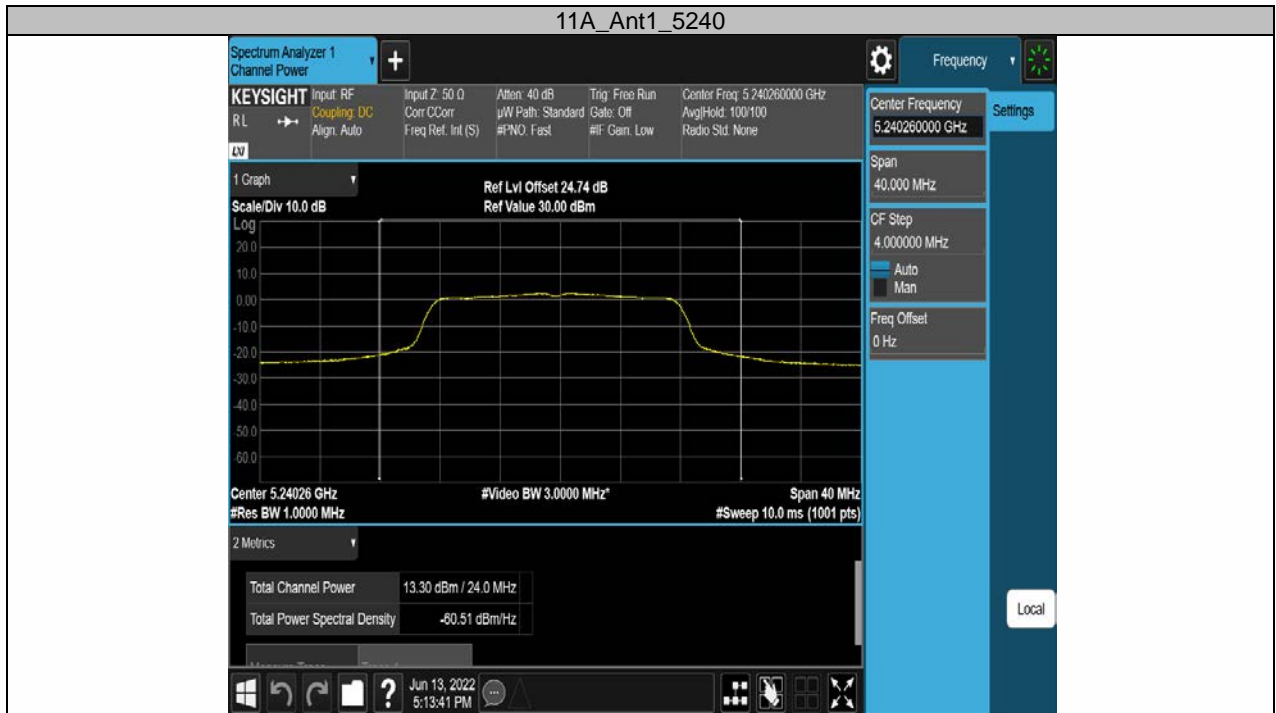 11A_Ant1_5240
Spectrum Analyzer 1
Channel Power
+
Frequency
KEYSIGHT
RL
LXI
Input: RF
Coupling: DC
Align: Auto
Input Z: 50 Ω
Corr CCorr
Freq Ref: Int (S)
Atten: 40 dB
µW Path: Standard
#PNO: Fast
Trig: Free Run
Gate: Off
#IF Gain: Low
Center Freq: 5.240260000 GHz
Avg|Hold: 100/100
Radio Std: None
Center Frequency
5.240260000 GHz
Settings
Span
40.000 MHz
CF Step
4.000000 MHz
Auto
Man
Freq Offset
0 Hz
Local
1 Graph
Scale/Div 10.0 dB
Ref Lvl Offset 24.74 dB
Ref Value 30.00 dBm
Log
20.0
10.0
0.00
-10.0
-20.0
-30.0
-40.0
-50.0
-60.0
Center 5.24026 GHz
#Video BW 3.0000 MHz*
Span 40 MHz
#Res BW 1.0000 MHz
#Sweep 10.0 ms (1001 pts)
2 Metrics
Total Channel Power 13.30 dBm / 24.0 MHz
Total Power Spectral Density -60.51 dBm/Hz
?
Jun 13, 2022
5:13:41 PM